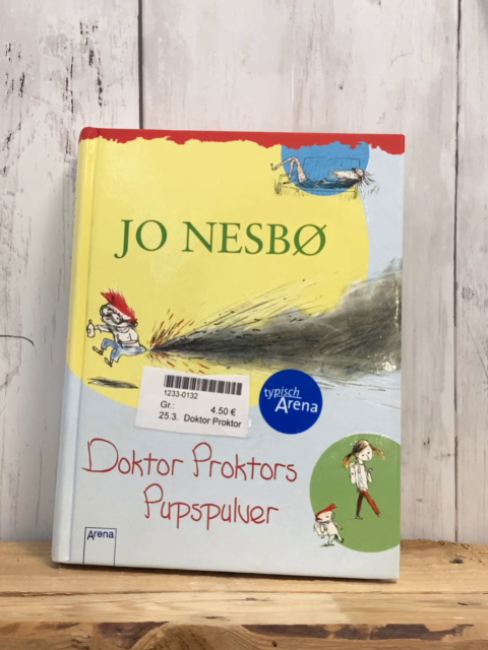 JO NESBØ
1233-0132
Gr.:
4.50 €
25.3. Doktor Proktor
typisch
Arena
Doktor Proktors
Pupspulver
Arena